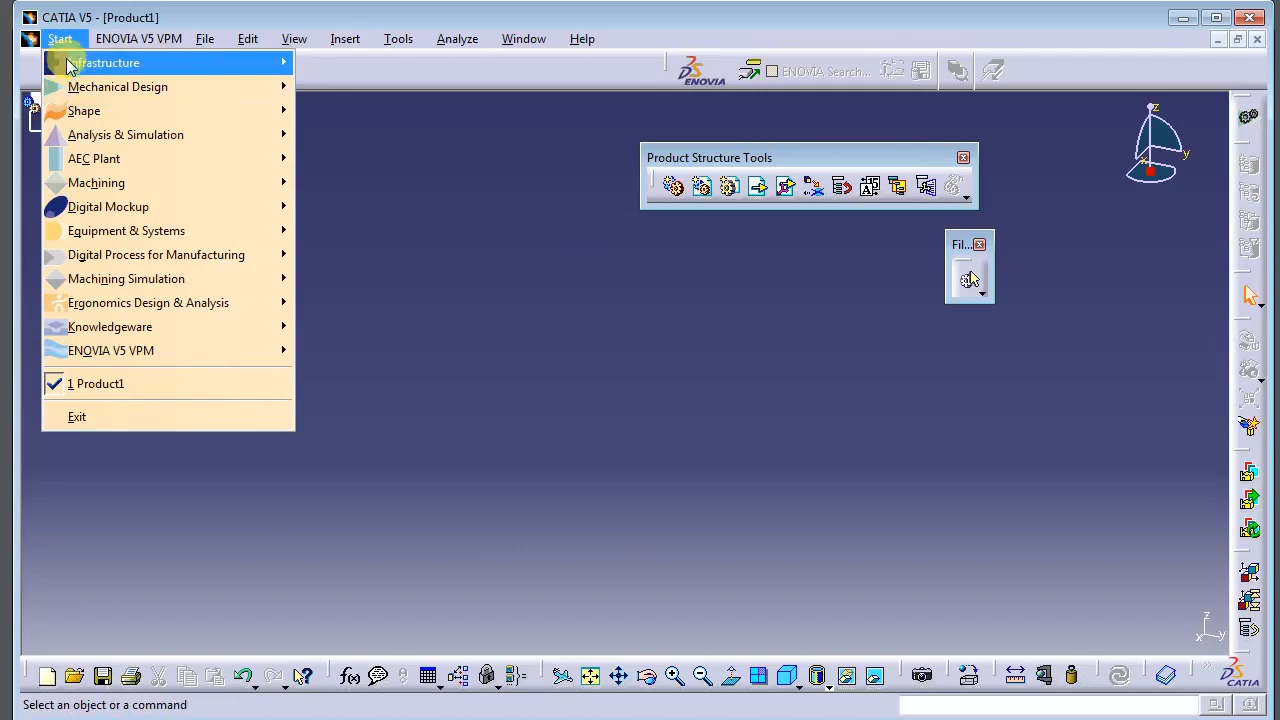 CATIA V5 - [Product1]
Start ENOVIA V5 VPM File Edit View Insert Tools Analyze Window Help
Infrastructure
Mechanical Design
Shape
Analysis & Simulation
AEC Plant
Machining
Digital Mockup
Equipment & Systems
Digital Process for Manufacturing
Machining Simulation
Ergonomics Design & Analysis
Knowledgeware
ENOVIA V5 VPM
1 Product1
Exit
ENOVIA
ENOVIA Search...
Product Structure Tools
Fil...
z
x
y
z
x y
f(x)
CATIA
Select an object or a command